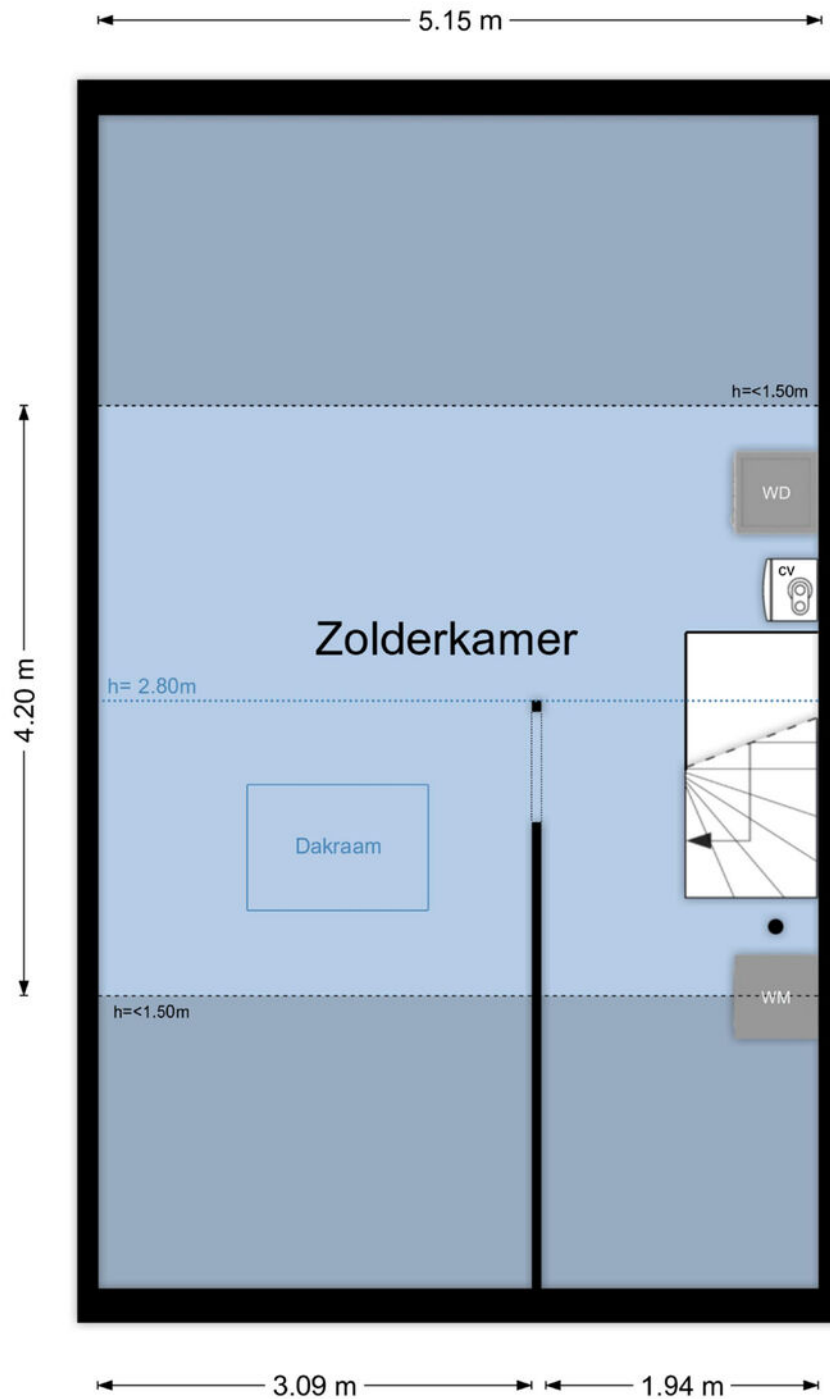 5.15 m
h=<1.50m
WD
CV
Zolderkamer
h= 2.80m
4.20 m
Dakraam
WM
h=<1.50m
3.09 m
1.94 m